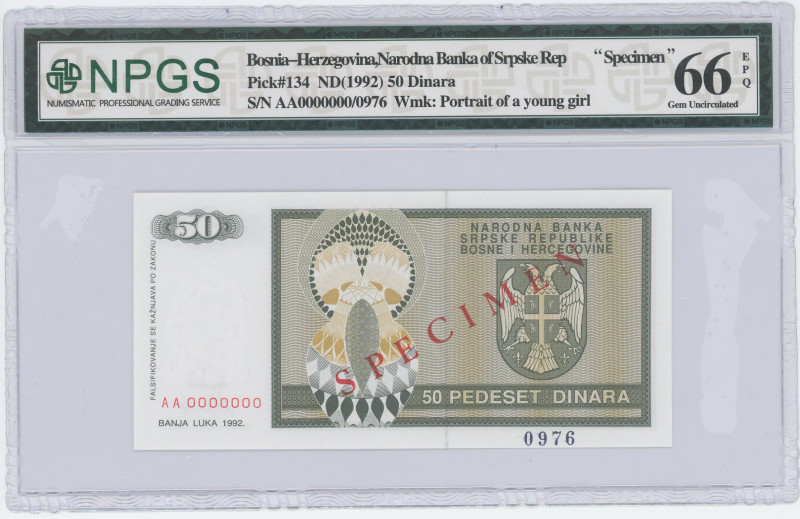 NPGS
NUMISMATIC PROFESSIONAL GRADING SERVICE
Bosnia-Herzegovina,Narodna Banka of Srpske Rep "Specimen"
Pick#134 ND(1992) 50 Dinara
S/N AA0000000/0976 Wmk: Portrait of a young girl
66
EPQ
Gem Uncirculated
50
NARODNA BANKA
SRPSKE REPUBLIKE
BOSNE I HERCEGOVINE
FALSIFIKOVANJE SE KAŽNJAVA PO ZAKONU
SPECIMEN
AA 0000000
50 PEDESET DINARA
BANJA LUKA 1992.
0976